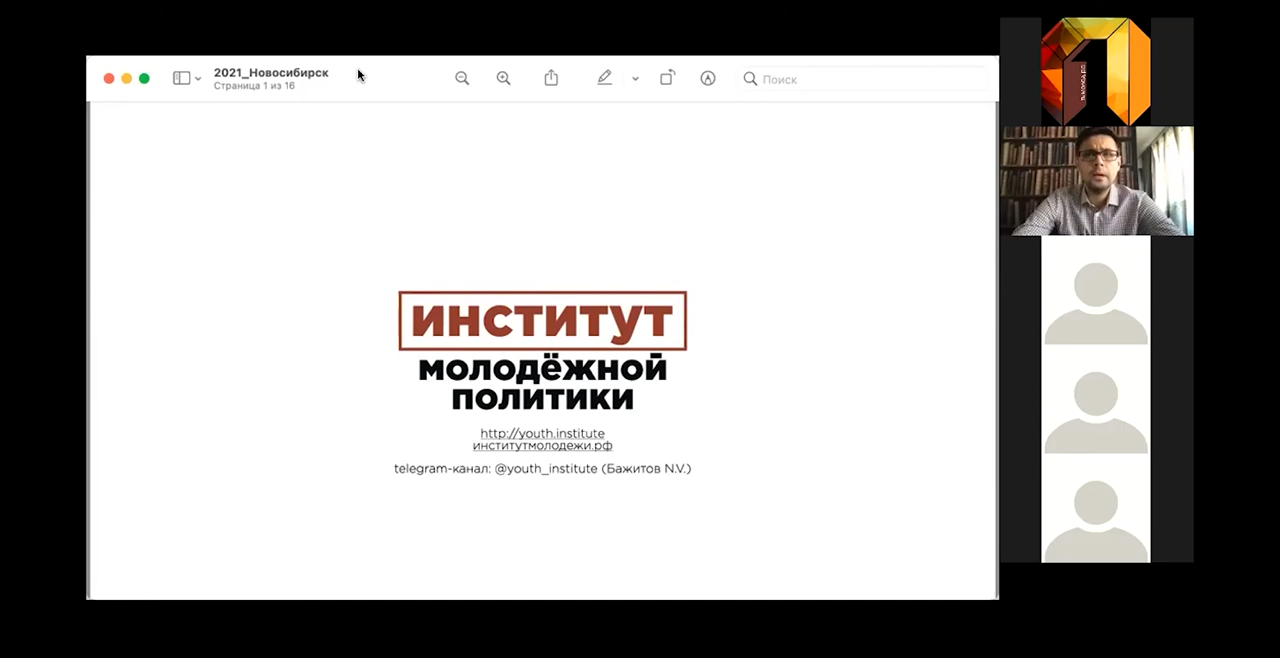 2021_Новосибирск
Страница 1 из 16
Поиск
ИНСТИТУТ
МОЛОДЁЖНОЙ
ПОЛИТИКИ
http://youth.institute
институтмолодежи.рф
telegram-канал: @youth_institute (Бажитов N.V.)